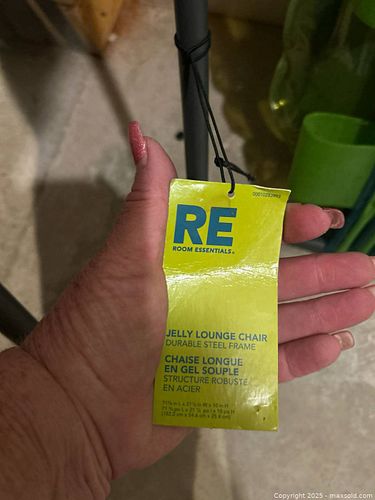 RE
ROOM ESSENTIALS®
JELLY LOUNGE CHAIR
DURABLE STEEL FRAME
CHAISE LONGUE
EN GEL SOUPLE
STRUCTURE ROBUSTE
EN ACIER
Copyright 2025 - maxsold.com